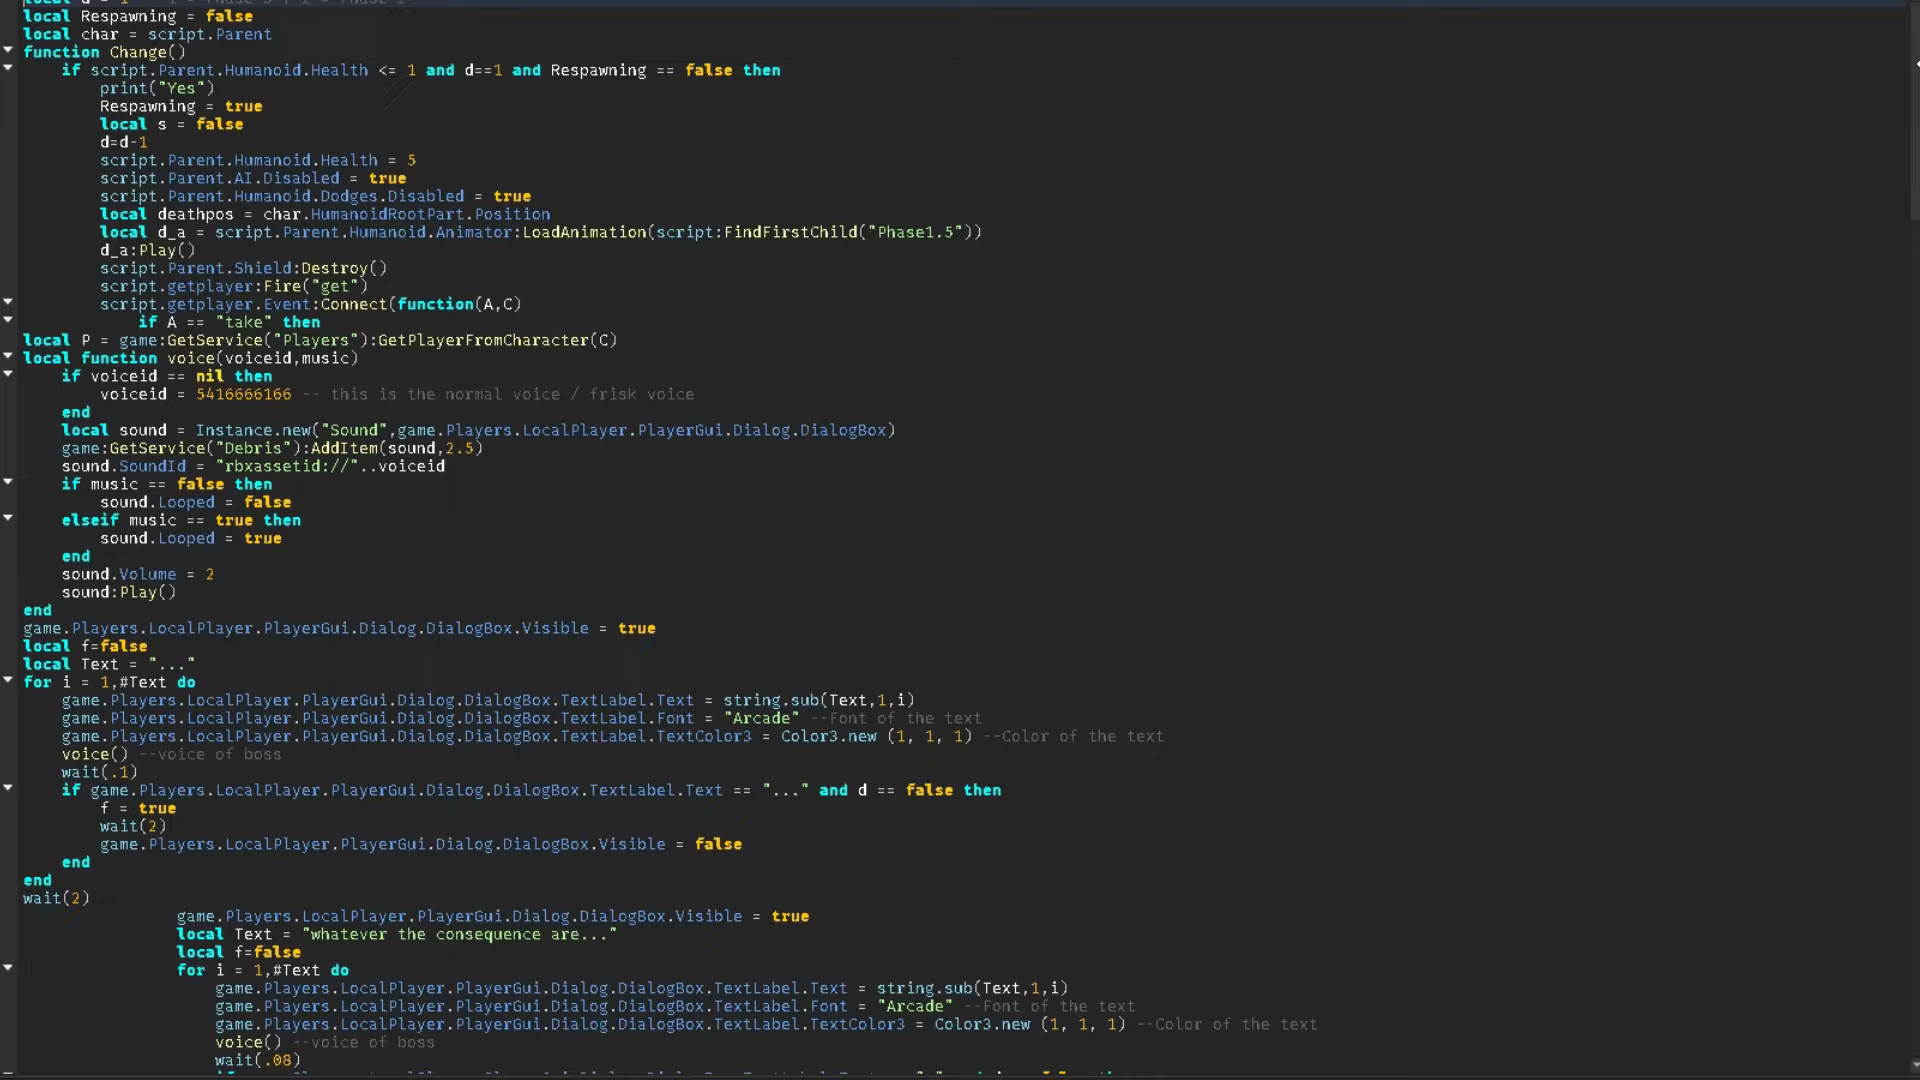 local Respawning = false
local char = script.Parent
function Change()
if script.Parent.Humanoid.Health <= 1 and d==1 and Respawning == false then
print("Yes")
Respawning = true
local s = false
d=d-1
script.Parent.Humanoid.Health = 5
script.Parent.AI.Disabled = true
script.Parent.Humanoid.Dodges.Disabled = true
local deathpos = char.HumanoidRootPart.Position
local d_a = script.Parent.Humanoid.Animator:LoadAnimation(script:FindFirstChild("Phase1.5"))
d_a:Play()
script.Parent.Shield:Destroy()
script.getplayer:Fire("get")
script.getplayer.Event:Connect(function(A,C)
if A == "take" then
local P = game:GetService("Players"):GetPlayerFromCharacter(C)
local function voice(voiceid,music)
if voiceid == nil then
voiceid = 5416666166 -- this is the normal voice / frisk voice
end
local sound = Instance.new("Sound",game.Players.LocalPlayer.PlayerGui.Dialog.DialogBox)
game:GetService("Debris"):AddItem(sound,2.5)
sound.SoundId = "rbxassetid://"..voiceid
if music == false then
sound.Looped = false
elseif music == true then
sound.Looped = true
end
sound.Volume = 2
sound:Play()
end
game.Players.LocalPlayer.PlayerGui.Dialog.DialogBox.Visible = true
local f=false
local Text = "..."
for i = 1,#Text do
game.Players.LocalPlayer.PlayerGui.Dialog.DialogBox.TextLabel.Text = string.sub(Text,1,i)
game.Players.LocalPlayer.PlayerGui.Dialog.DialogBox.TextLabel.Font = "Arcade" --Font of the text
game.Players.LocalPlayer.PlayerGui.Dialog.DialogBox.TextLabel.TextColor3 = Color3.new (1, 1, 1) --Color of the text
voice() --voice of boss
wait(.1)
if game.Players.LocalPlayer.PlayerGui.Dialog.DialogBox.TextLabel.Text == "..." and d == false then
f = true
wait(2)
game.Players.LocalPlayer.PlayerGui.Dialog.DialogBox.Visible = false
end
end
wait(2)
game.Players.LocalPlayer.PlayerGui.Dialog.DialogBox.Visible = true
local Text = "whatever the consequence are..."
local f=false
for i = 1,#Text do
game.Players.LocalPlayer.PlayerGui.Dialog.DialogBox.TextLabel.Text = string.sub(Text,1,i)
game.Players.LocalPlayer.PlayerGui.Dialog.DialogBox.TextLabel.Font = "Arcade" --Font of the text
game.Players.LocalPlayer.PlayerGui.Dialog.DialogBox.TextLabel.TextColor3 = Color3.new (1, 1, 1) --Color of the text
voice() --voice of boss
wait(.08)